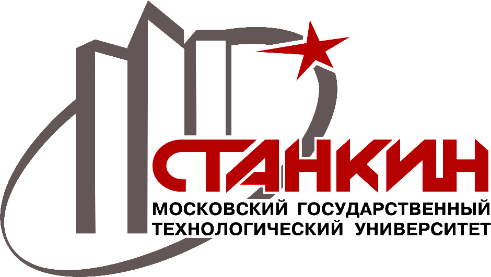 СТАНКИН
МОСКОВСКИЙ ГОСУДАРСТВЕННЫЙ
ТЕХНОЛОГИЧЕСКИЙ УНИВЕРСИТЕТ